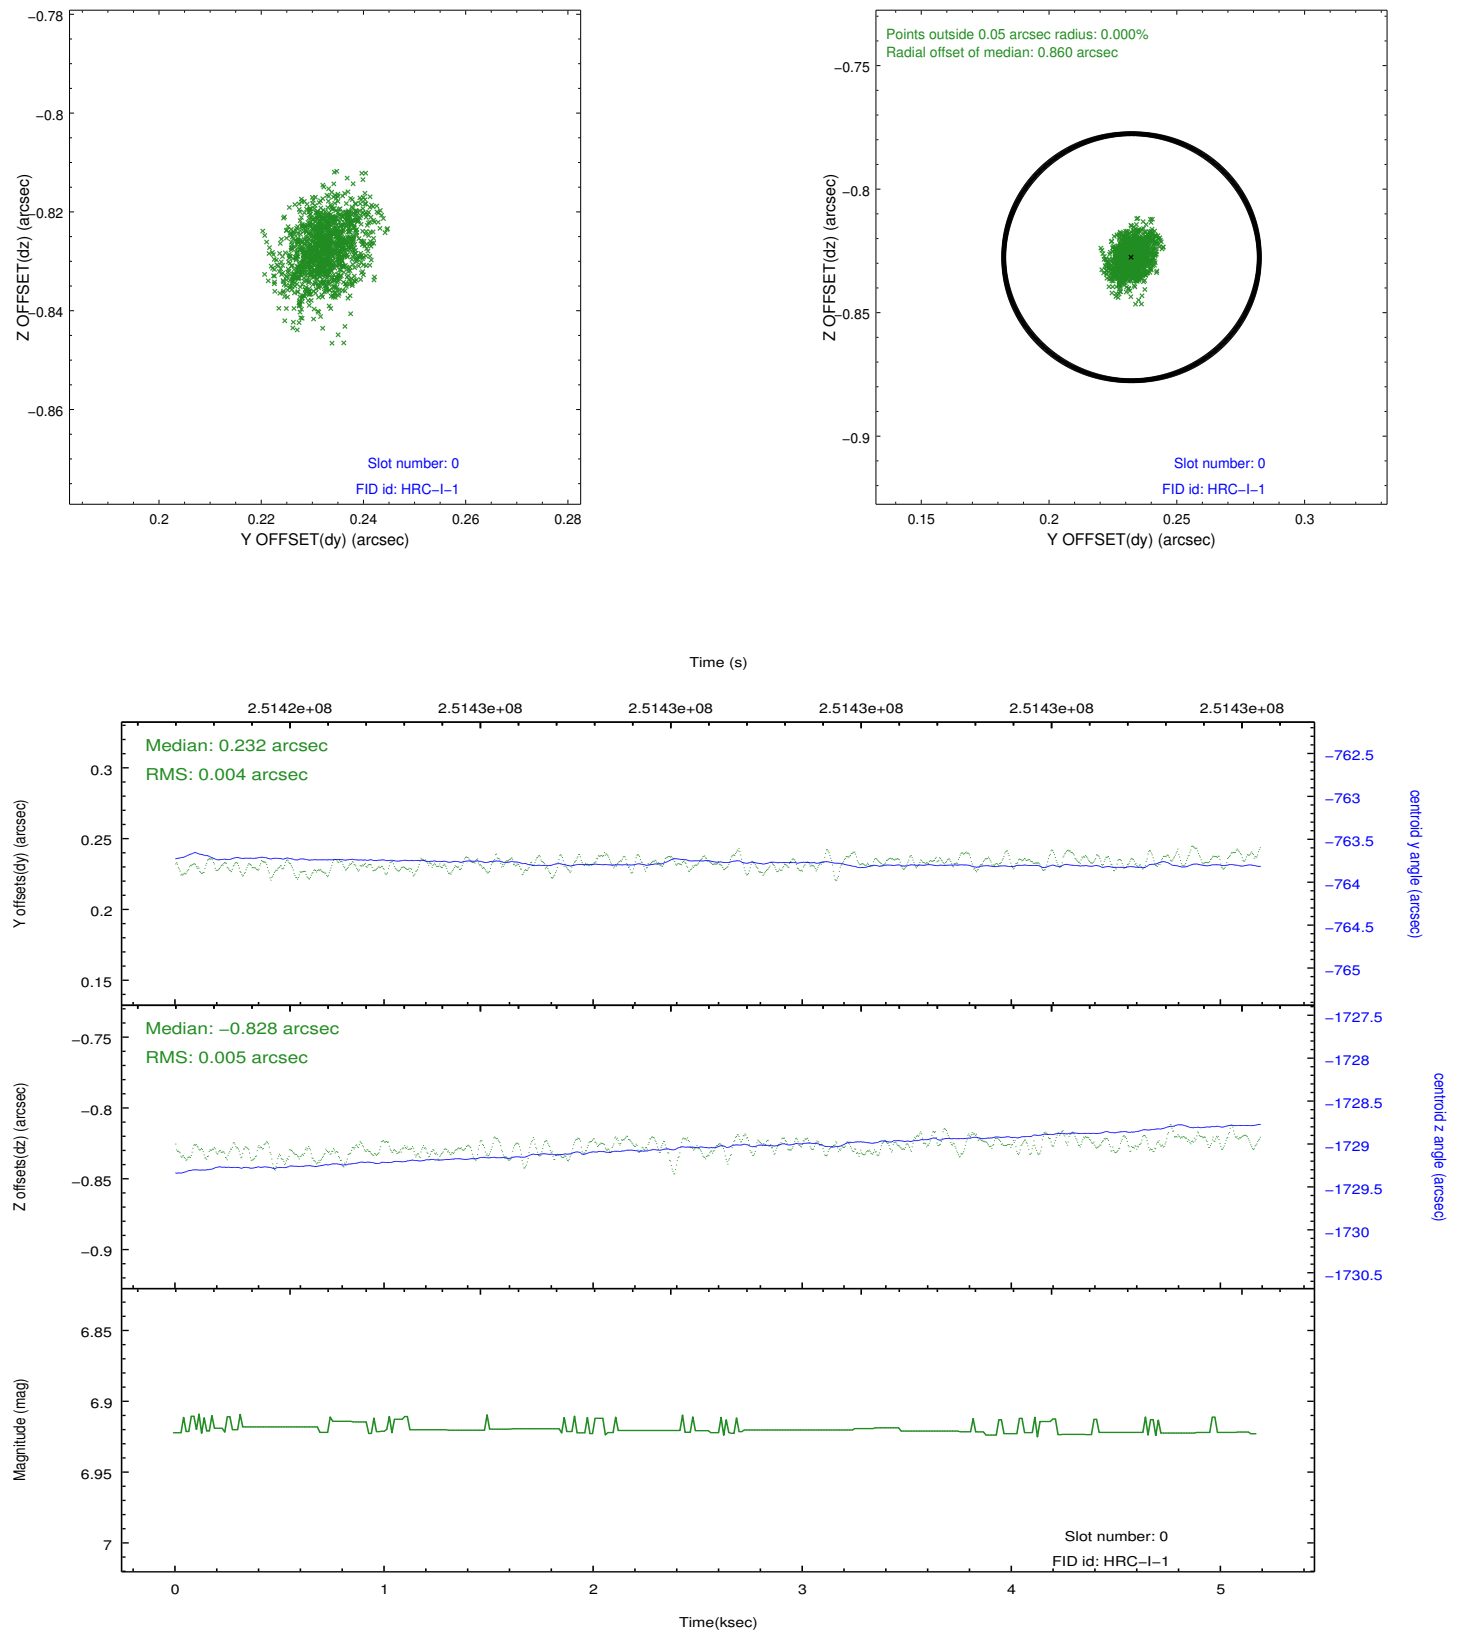 −0.78
−0.8
−0.82
−0.84
−0.86
Z OFFSET(dz) (arcsec)
Slot number: 0
FID id: HRC−I−1
0.2 0.22 0.24 0.26 0.28
Y OFFSET(dy) (arcsec)
Points outside 0.05 arcsec radius: 0.000%
Radial offset of median: 0.860 arcsec
−0.75
−0.8
−0.85
−0.9
Z OFFSET(dz) (arcsec)
Slot number: 0
FID id: HRC−I−1
0.15 0.2 0.25 0.3
Y OFFSET(dy) (arcsec)
Time (s)
2.5142e+08 2.5143e+08 2.5143e+08 2.5143e+08 2.5143e+08 2.5143e+08
Median: 0.232 arcsec
RMS: 0.004 arcsec
0.3
0.25
0.2
0.15
Y offsets(dy) (arcsec)
−762.5
−763
−763.5
−764
−764.5
−765
centroid y angle (arcsec)
Median: −0.828 arcsec
RMS: 0.005 arcsec
−0.75
−0.8
−0.85
−0.9
Z offsets(dz) (arcsec)
−1727.5
−1728
−1728.5
−1729
−1729.5
−1730
−1730.5
centroid z angle (arcsec)
6.85
6.9
6.95
7
Magnitude (mag)
Slot number: 0
FID id: HRC−I−1
0 1 2 3 4 5
Time(ksec)